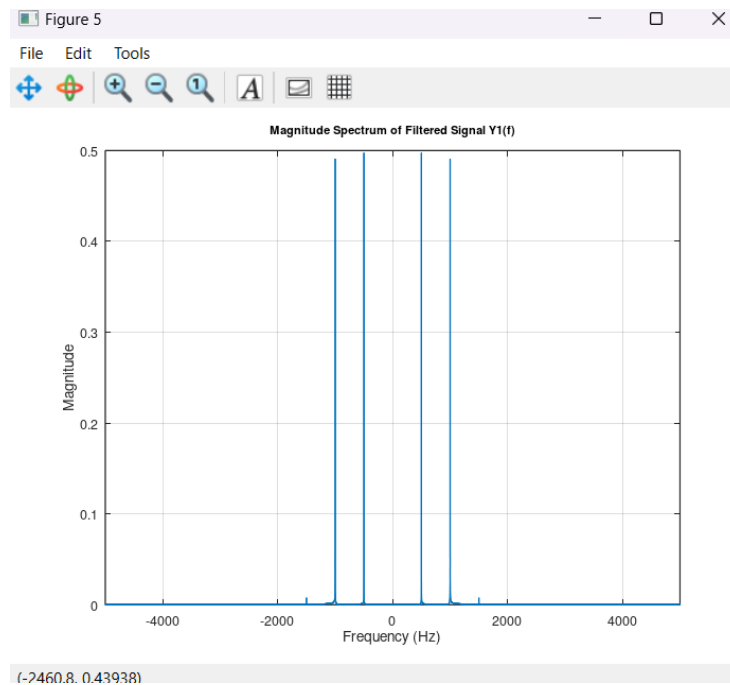 Figure 5
File Edit Tools
A
Magnitude Spectrum of Filtered Signal Y1(f)
0.5
0.4
0.3
0.2
0.1
0
Magnitude
-4000 -2000 0 2000 4000
Frequency (Hz)
(-2460.8, 0.43938)